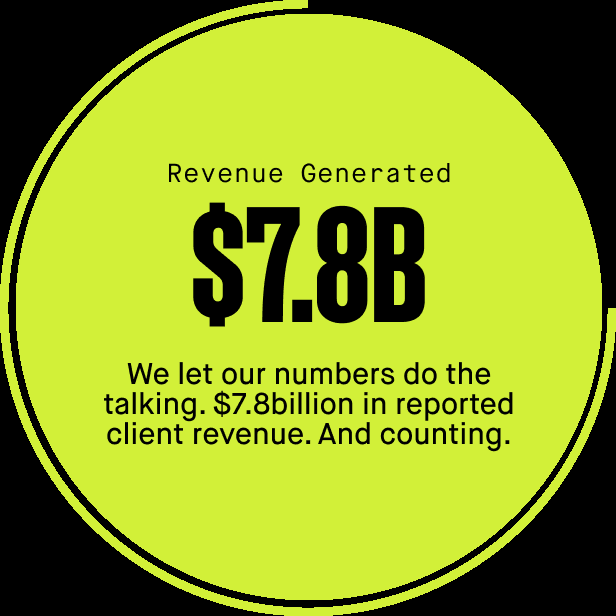 Revenue Generated
$7.8B
We let our numbers do the
talking. $7.8billion in reported
client revenue. And counting.